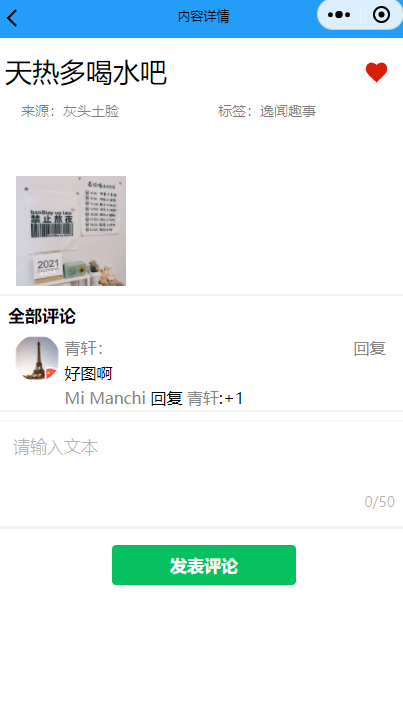 内容详情
天热多喝水吧
来源：灰头土脸
标签：逸闻趣事
禁止熬夜
2021
全部评论
青轩：
回复
好图啊
Mi Manchi 回复 青轩:+1
请输入文本
0/50
发表评论